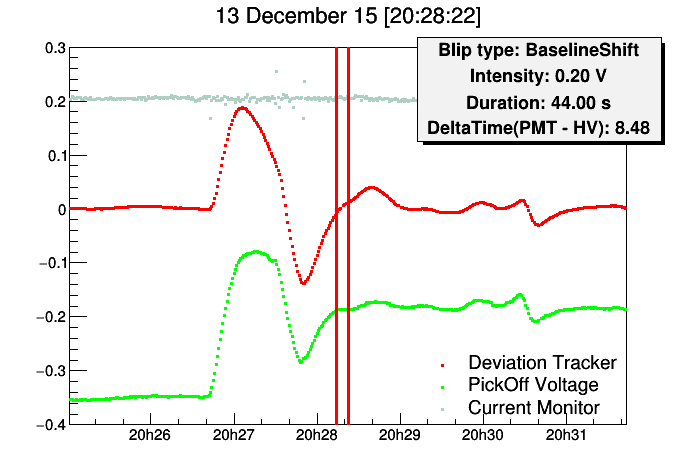 13 December 15 [20:28:22]
Blip type: BaselineShift
Intensity: 0.20 V
Duration: 44.00 s
DeltaTime(PMT - HV): 8.48
0.3
0.2
0.1
0
−0.1
−0.2
−0.3
−0.4
Deviation Tracker
PickOff Voltage
Current Monitor
20h26 20h27 20h28 20h29 20h30 20h31